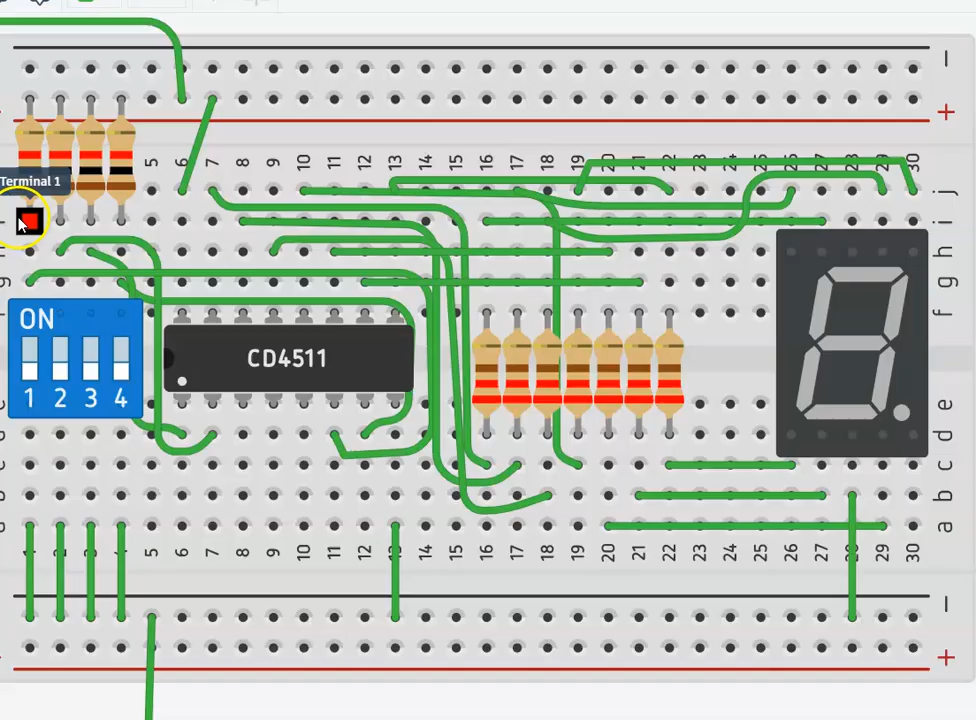 +
5 6 7 8 9 10 11 12 13 14 15 16 17 18 19 20 21 22 23 24 25 26 27 28 29 30
Terminal 1
j
i
h
g
f
ON
1 2 3 4
CD4511
e
d
c
b
a
1 2 3 4 5 6 7 8 9 10 11 12 13 14 15 16 17 18 19 20 21 22 23 24 25 26 27 28 29 30
+